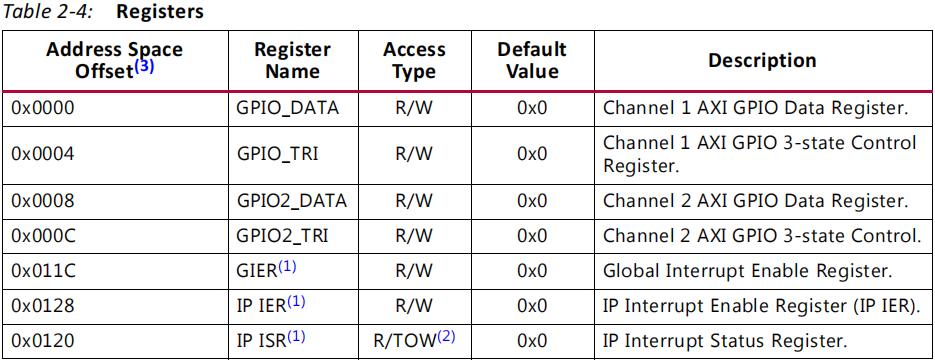 Table 2-4: Registers
Address Space Offset(3) Register Name Access Type Default Value Description
0x0000 GPIO_DATA R/W 0x0 Channel 1 AXI GPIO Data Register.
0x0004 GPIO_TRI R/W 0x0 Channel 1 AXI GPIO 3-state Control
Register.
0x0008 GPIO2_DATA R/W 0x0 Channel 2 AXI GPIO Data Register.
0x000C GPIO2_TRI R/W 0x0 Channel 2 AXI GPIO 3-state Control.
0x011C GIER(1) R/W 0x0 Global Interrupt Enable Register.
0x0128 IP IER(1) R/W 0x0 IP Interrupt Enable Register (IP IER).
0x0120 IP ISR(1) R/TOW(2) 0x0 IP Interrupt Status Register.